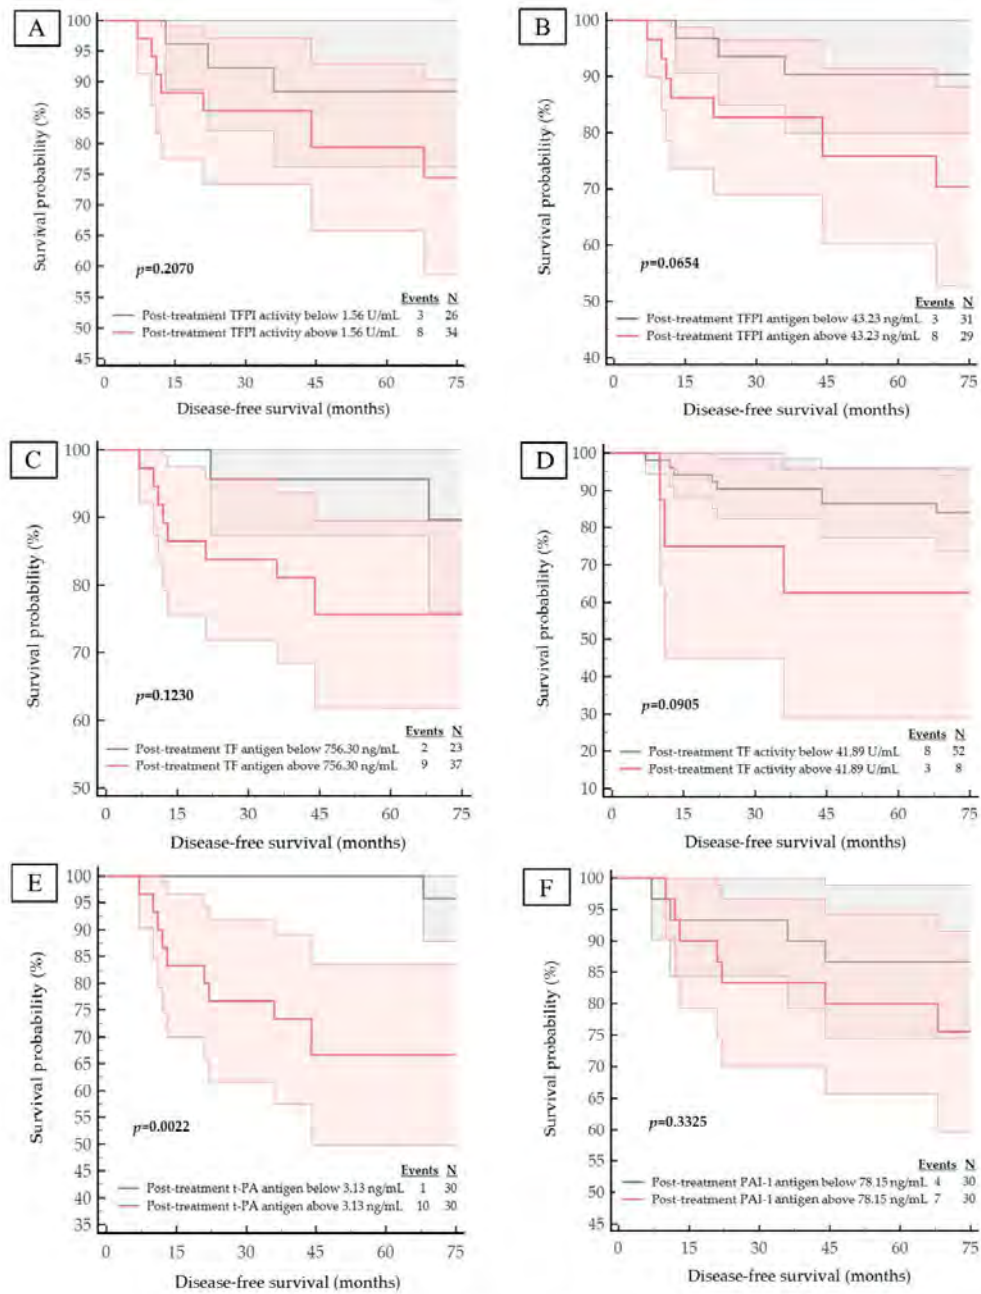 A
Survival probability (%)
100
95
90
85
80
75
70
65
60
55
50
45
p=0.2070
Events N
Post-treatment TFPI activity below 1.56 U/mL 3 26
Post-treatment TFPI activity above 1.56 U/mL 8 34
0 15 30 45 60 75
Disease-free survival (months)
B
Survival probability (%)
100
90
80
70
60
50
40
p=0.0654
Events N
Post-treatment TFPI antigen below 43.23 ng/mL 3 31
Post-treatment TFPI antigen above 43.23 ng/mL 8 29
0 15 30 45 60 75
Disease-free survival (months)
C
Survival probability (%)
100
90
80
70
60
50
p=0.1230
Events N
Post-treatment TF antigen below 756.30 ng/mL 2 23
Post-treatment TF antigen above 756.30 ng/mL 9 37
0 15 30 45 60 75
Disease-free survival (months)
D
Survival probability (%)
100
90
80
70
60
50
40
30
20
10
p=0.0905
Events N
Post-treatment TF activity below 41.89 U/mL 8 52
Post-treatment TF activity above 41.89 U/mL 3 8
0 15 30 45 60 75
Disease-free survival (months)
E
Survival probability (%)
100
95
90
85
80
75
70
65
60
55
50
45
40
35
p=0.0022
Events N
Post-treatment t-PA antigen below 3.13 ng/mL 1 30
Post-treatment t-PA antigen above 3.13 ng/mL 10 30
0 15 30 45 60 75
Disease-free survival (months)
F
Survival probability (%)
100
95
90
85
80
75
70
65
60
55
50
45
p=0.3325
Events N
Post-treatment PAI-1 antigen below 78.15 ng/mL 4 30
Post-treatment PAI-1 antigen above 78.15 ng/mL 7 30
0 15 30 45 60 75
Disease-free survival (months)